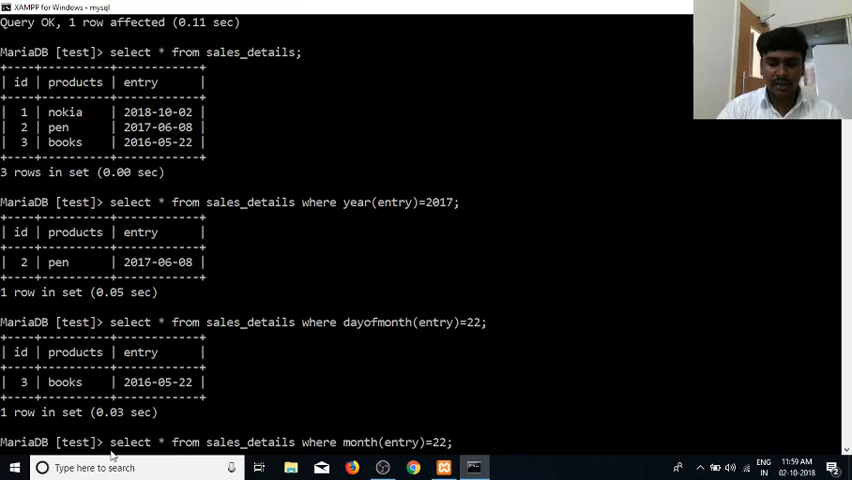 XAMPP for Windows - mysql
Query OK, 1 row affected (0.11 sec)
MariaDB [test]> select * from sales_details;
+----+----------+------------+
| id | products | entry      |
+----+----------+------------+
|  1 | nokia    | 2018-10-02 |
|  2 | pen      | 2017-06-08 |
|  3 | books    | 2016-05-22 |
+----+----------+------------+
3 rows in set (0.00 sec)
MariaDB [test]> select * from sales_details where year(entry)=2017;
+----+----------+------------+
| id | products | entry      |
+----+----------+------------+
|  2 | pen      | 2017-06-08 |
+----+----------+------------+
1 row in set (0.05 sec)
MariaDB [test]> select * from sales_details where dayofmonth(entry)=22;
+----+----------+------------+
| id | products | entry      |
+----+----------+------------+
|  3 | books    | 2016-05-22 |
+----+----------+------------+
1 row in set (0.03 sec)
MariaDB [test]> select * from sales_details where month(entry)=22;
Type here to search
ENG
IN
11:59 AM
02-10-2018
2